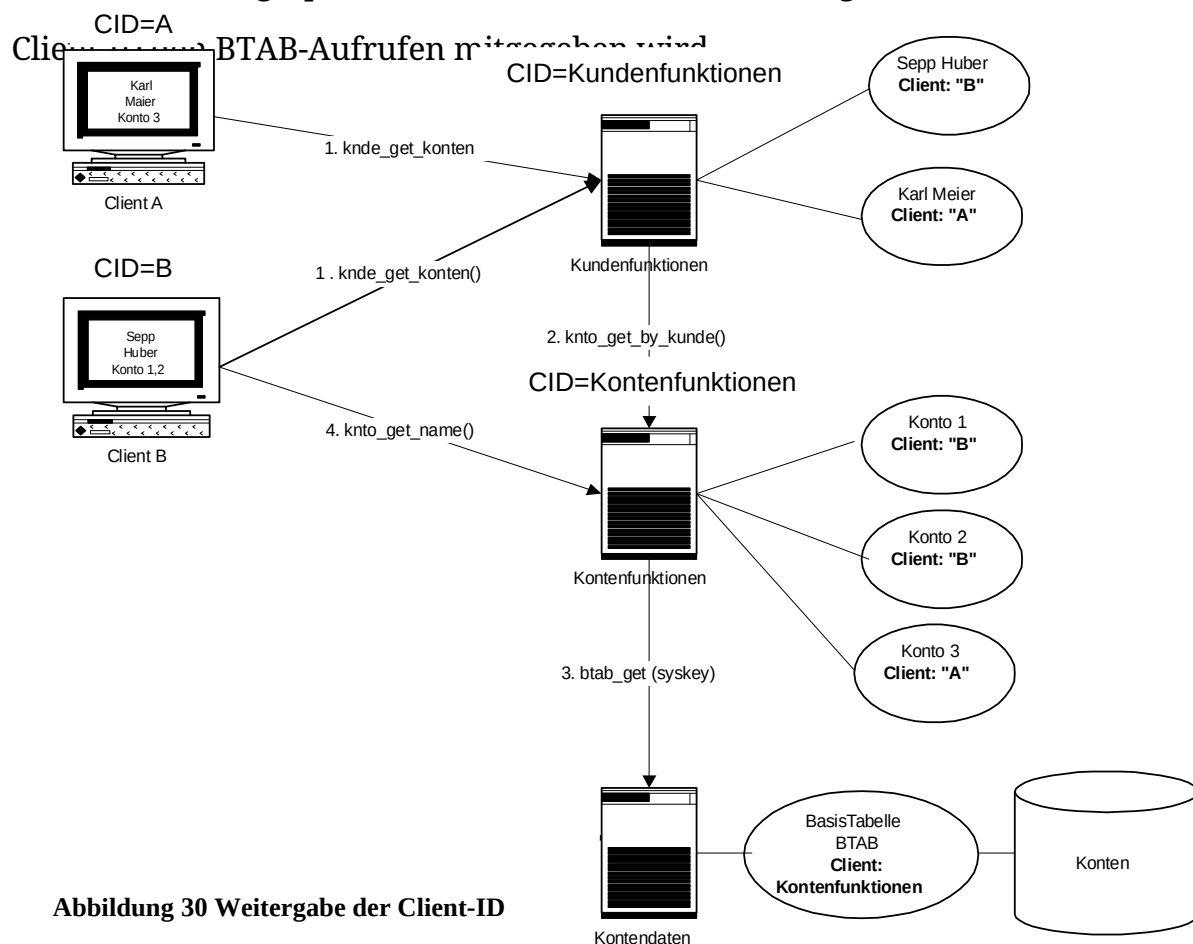 CID=A
BTAB-Aufrufen mitgegeben wird
CID=Kundenfunktionen
Karl
Maier
Konto 3
Client A
1. knde_get_konten
Sepp Huber
Client: "B"
Karl Meier
Client: "A"
Kundenfunktionen
CID=B
1 . knde_get_konten()
Sepp
Huber
Konto 1,2
Client B
2. knto_get_by_kunde()
CID=Kontenfunktionen
4. knto_get_name()
Konto 1
Client: "B"
Konto 2
Client: "B"
Konto 3
Client: "A"
Kontenfunktionen
3. btab_get (syskey)
BasisTabelle
BTAB
Client:
Kontenfunktionen
Konten
Abbildung 30 Weitergabe der Client-ID
Kontendaten